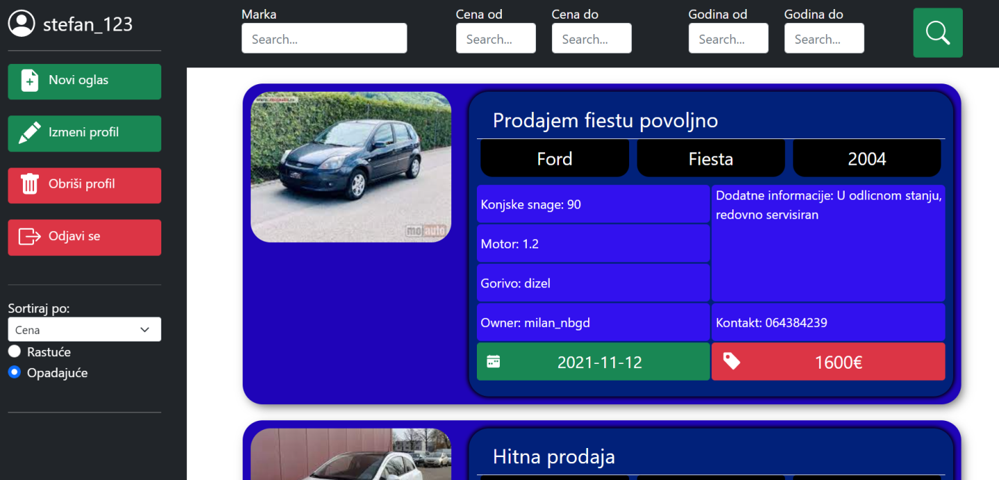 stefan_123
Novi oglas
Izmeni profil
Obriši profil
Odjavi se
Sortiraj po:
Cena
Rastuće
Opadajuće
Marka
Search...
Cena od
Search...
Cena do
Search...
Godina od
Search...
Godina do
Search...
mojauto
Prodajem fiestu povoljno
Ford
Fiesta
2004
Konjske snage: 90
Motor: 1.2
Gorivo: dizel
Owner: milan_nbgd
Dodatne informacije: U odlicnom stanju,
redovno servisiran
Kontakt: 064384239
2021-11-12
1600€
Hitna prodaja